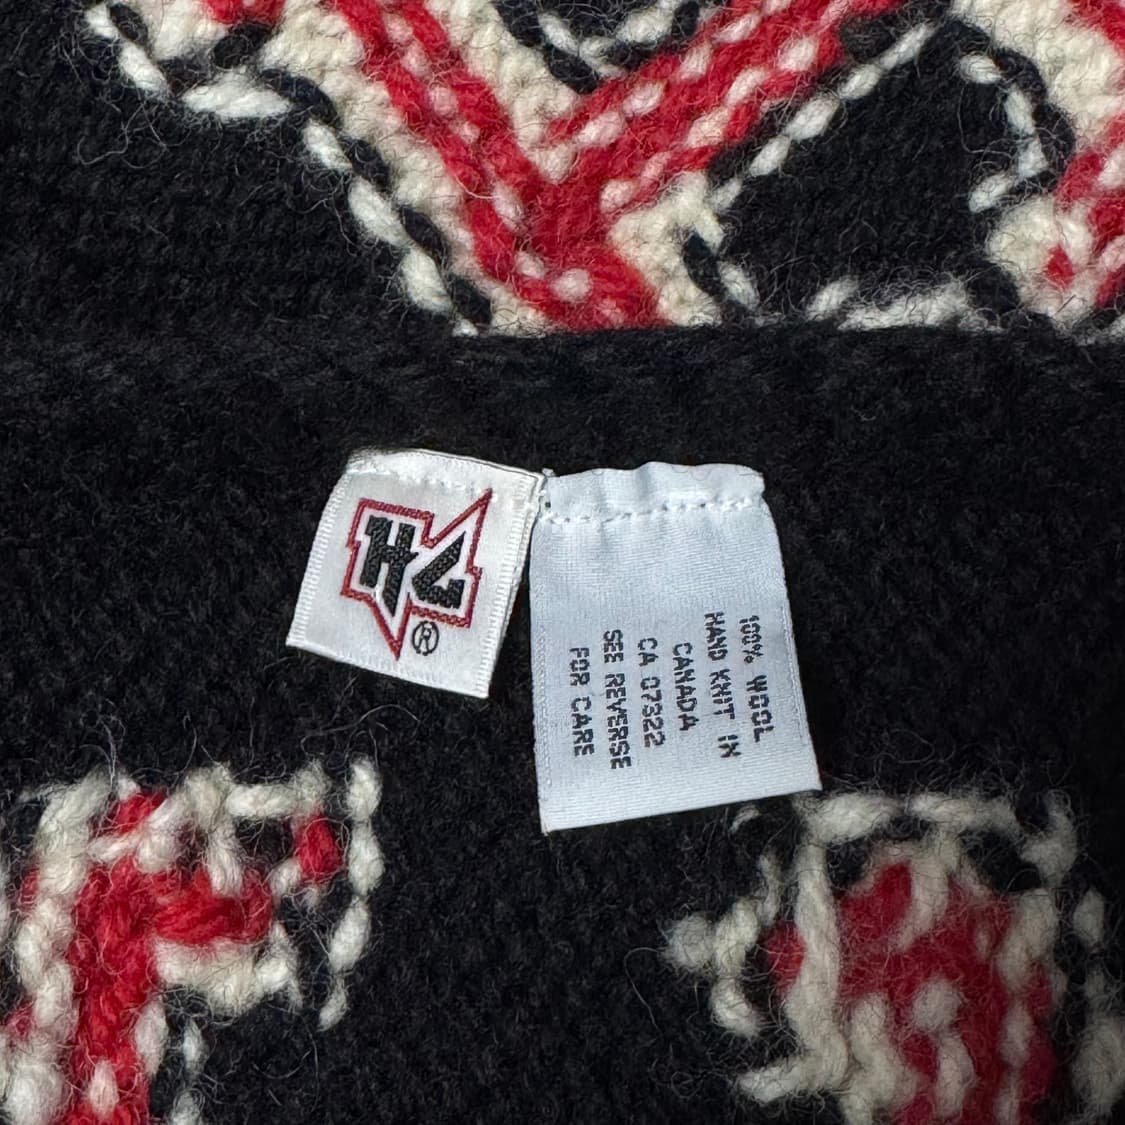 HZ®
100% WOOL
HAND KNIT IN
CANADA
CA 07322
SEE REVERSE
FOR CARE